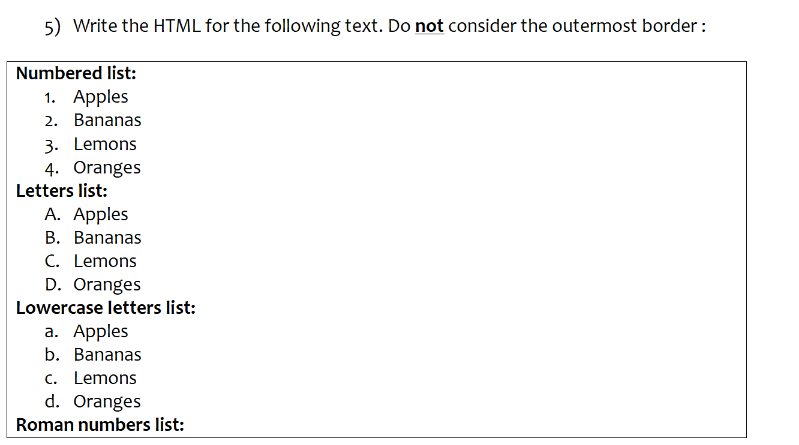 5) Write the HTML for the following text. Do not consider the outermost border :
Numbered list:
1. Apples
2. Bananas
3. Lemons
4. Oranges
Letters list:
A. Apples
B. Bananas
C. Lemons
D. Oranges
Lowercase letters list:
a. Apples
b. Bananas
c. Lemons
d. Oranges
Roman numbers list: